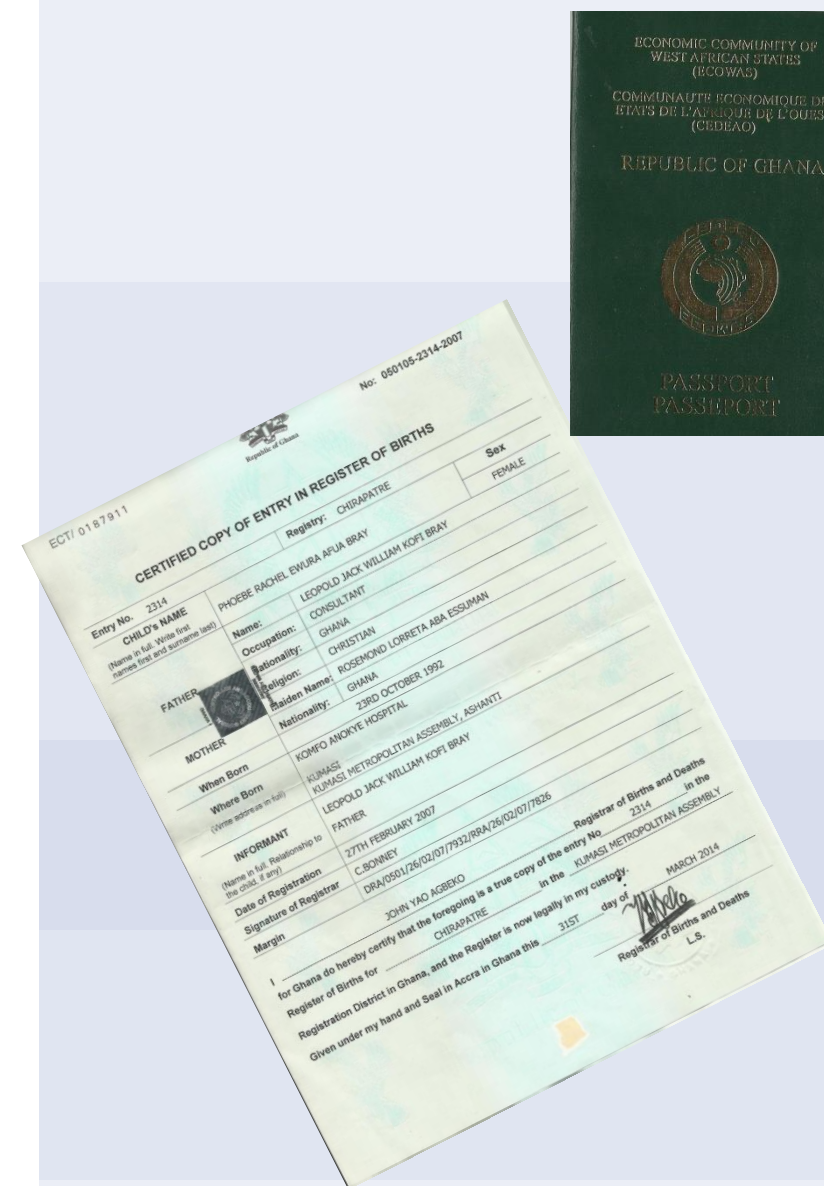 ECONOMIC COMMUNITY OF
WEST AFRICAN STATES
(ECOWAS)
COMMUNAUTE ECONOMIQUE DE
ETATS DE L'AFRIQUE DE L'OUES
(CEDEAO)
REPUBLIC OF GHANA
CEDEAO
ECOWAS
PASSPORT
PASSEPORT
No: 050105-2314-2007
Republic of Ghana
ECT/ 0187911
CERTIFIED COPY OF ENTRY IN REGISTER OF BIRTHS
Registry: CHIRAPATRE
Sex
FEMALE
Entry No. 2314
CHILD's NAME
(Name in full. Write first
names first and surname last)
PHOEBE RACHEL EWURA AFUA BRAY
FATHER
Name: LEOPOLD JACK WILLIAM KOFI BRAY
Occupation: CONSULTANT
Nationality: GHANA
Religion: CHRISTIAN
MOTHER
Maiden Name: ROSEMOND LORRETA ABA ESSUMAN
Nationality: GHANA
When Born 23RD OCTOBER 1992
Where Born KOMFO ANOKYE HOSPITAL
(Write address in full) KUMASI
KUMASI METROPOLITAN ASSEMBLY, ASHANTI
INFORMANT LEOPOLD JACK WILLIAM KOFI BRAY
(Name in full. Relationship to
the child, if any) FATHER
Date of Registration 27TH FEBRUARY 2007
Signature of Registrar C.BONNEY
Margin DRA/0501/26/02/07/7932/RRA/26/02/07/7826
I JOHN YAO AGBEKO Registrar of Births and Deaths
for Ghana do hereby certify that the foregoing is a true copy of the entry No 2314 in the
Register of Births for CHIRAPATRE in the KUMASI METROPOLITAN ASSEMBLY
Registration District in Ghana, and the Register is now legally in my custody.
Given under my hand and Seal in Accra in Ghana this 31ST day of MARCH 2014
Registrar of Births and Deaths
L.S.